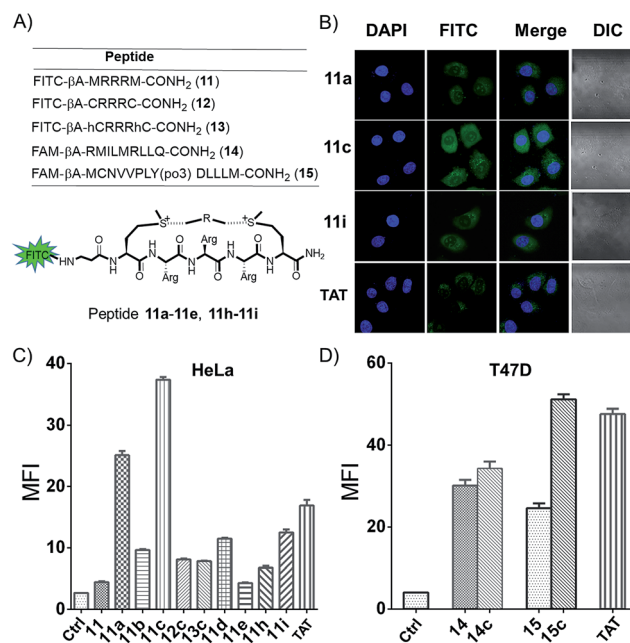 A)
Peptide
FITC-βA-MRRRM-CONH₂ (11)
FITC-βA-CRRRC-CONH₂ (12)
FITC-βA-hCRRRhC-CONH₂ (13)
FAM-βA-RMILMRLLQ-CONH₂ (14)
FAM-βA-MCNVVPLY(po3) DLLLM-CONH₂ (15)
S⁺ R S⁺
FITC HN O H N O Arg N H Arg O H N O Arg N H O NH₂
Peptide 11a-11e, 11h-11i
B)
DAPI FITC Merge DIC
11a
11c
11i
TAT
C)
HeLa
MFI
40
30
20
10
0
Ctrl 11 11a 11b 11c 12c 13c 11d 11e 11h 11i TAT
D)
T47D
MFI
60
40
20
0
Ctrl 14 14c 15 15c TAT